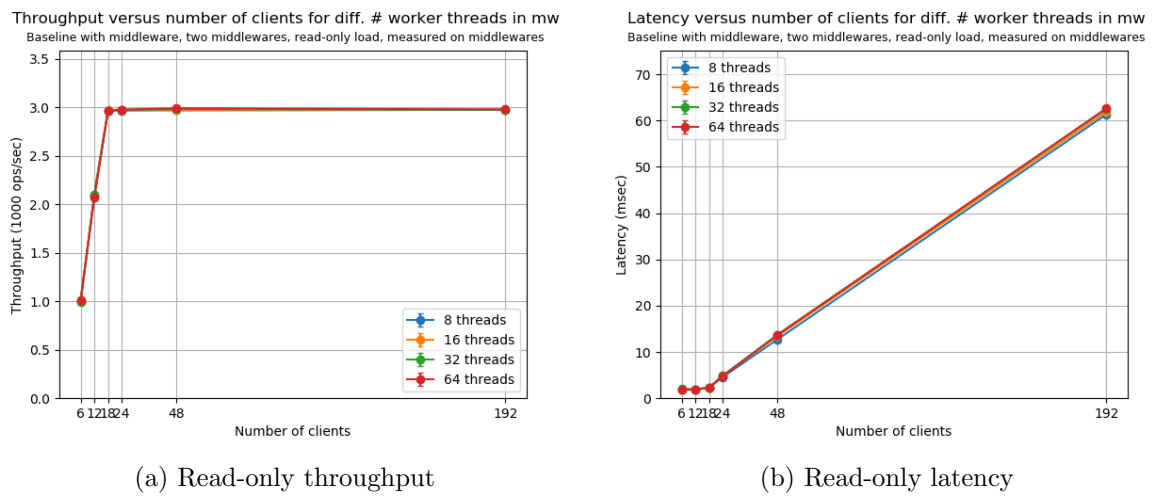 Throughput versus number of clients for diff. # worker threads in mw
Baseline with middleware, two middlewares, read-only load, measured on middlewares
Throughput (1000 ops/sec)
3.5
3.0
2.5
2.0
1.5
1.0
0.5
0.0
8 threads
16 threads
32 threads
64 threads
6 12 18 24 48 192
Number of clients
(a) Read-only throughput
Latency versus number of clients for diff. # worker threads in mw
Baseline with middleware, two middlewares, read-only load, measured on middlewares
8 threads
16 threads
32 threads
64 threads
Latency (msec)
70
60
50
40
30
20
10
0
6 12 18 24 48 192
Number of clients
(b) Read-only latency